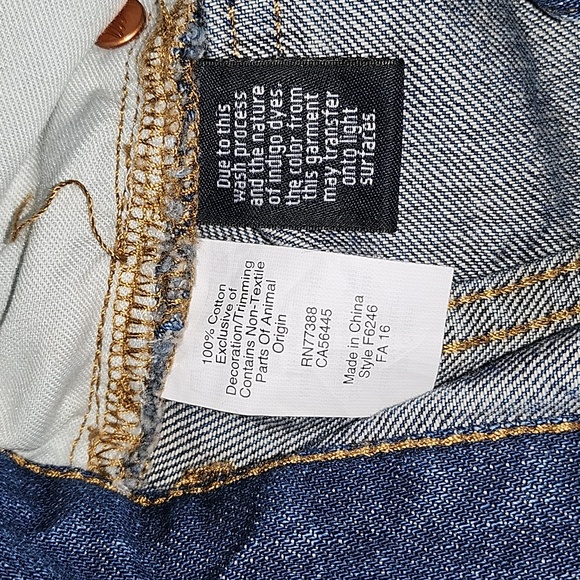 Due to this
wash process
and the nature
of indigo dyes.
the color from
this garment
may transfer
onto light
surfaces.
100% Cotton
Exclusive of
Decoration/Trimming
Contains Non-Textile
Parts Of Animal
Origin
RN77388
CA56445
Made in China
Style F6246
FA 16